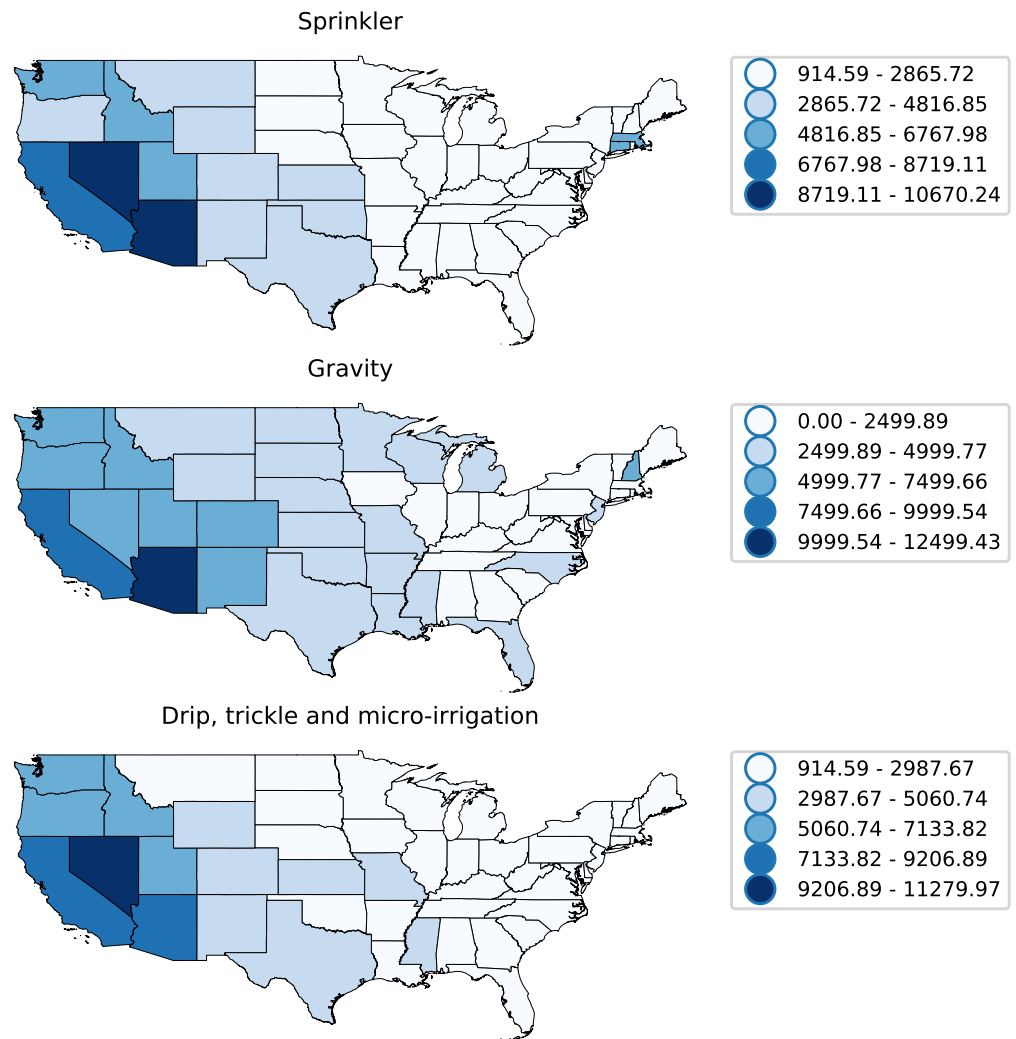 Sprinkler
914.59 - 2865.72
2865.72 - 4816.85
4816.85 - 6767.98
6767.98 - 8719.11
8719.11 - 10670.24
Gravity
0.00 - 2499.89
2499.89 - 4999.77
4999.77 - 7499.66
7499.66 - 9999.54
9999.54 - 12499.43
Drip, trickle and micro-irrigation
914.59 - 2987.67
2987.67 - 5060.74
5060.74 - 7133.82
7133.82 - 9206.89
9206.89 - 11279.97